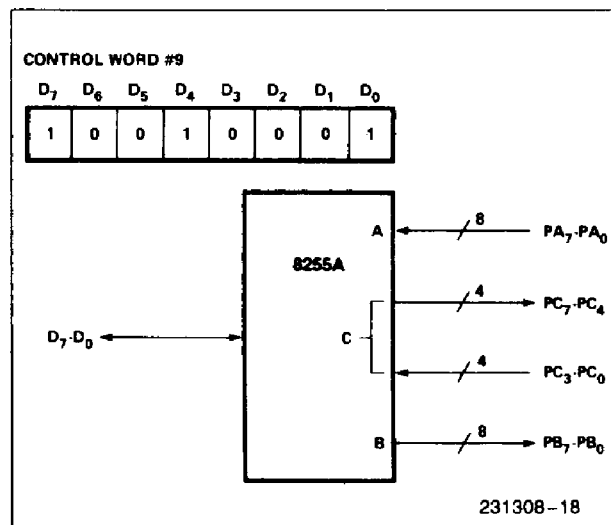 CONTROL WORD #9
D7 D6 D5 D4 D3 D2 D1 D0
1 0 0 1 0 0 0 1
A 8 PA7-PA0
8255A
4 PC7-PC4
D7-D0 C
4 PC3-PC0
B 8 PB7-PB0
231308-18